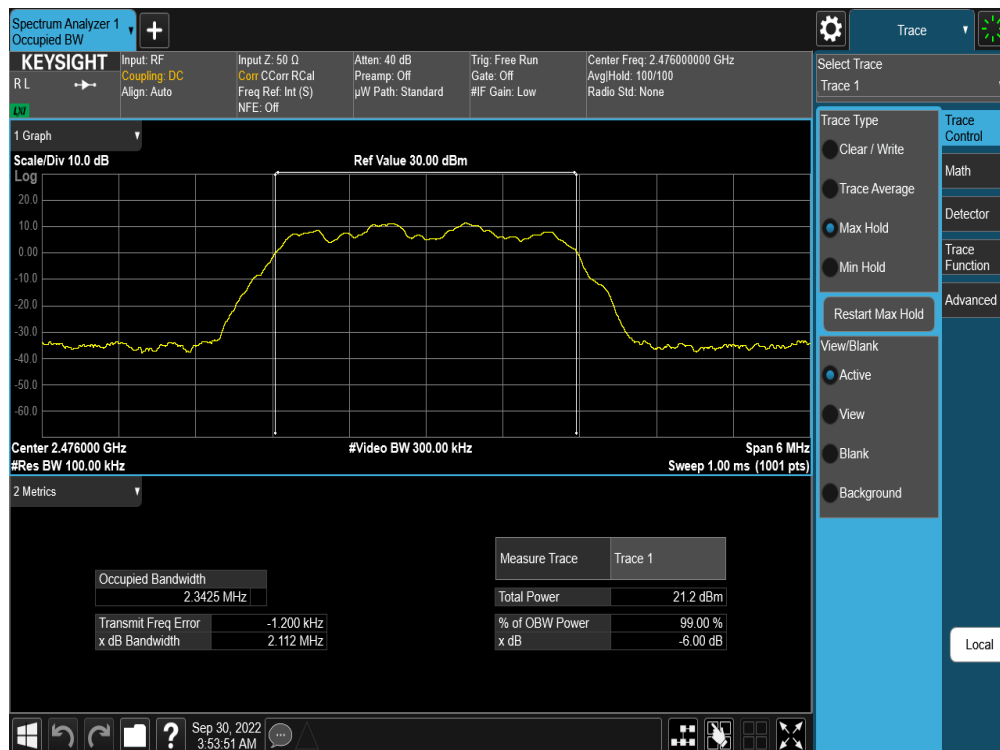 Spectrum Analyzer 1
Occupied BW
Trace
KEYSIGHT
R L
LXI
Input: RF
Coupling: DC
Align: Auto
Input Z: 50 Ω
Corr CCorr RCal
Freq Ref: Int (S)
NFE: Off
Atten: 40 dB
Preamp: Off
µW Path: Standard
Trig: Free Run
Gate: Off
#IF Gain: Low
Center Freq: 2.476000000 GHz
Avg|Hold: 100/100
Radio Std: None
Select Trace
Trace 1
1 Graph
Scale/Div 10.0 dB
Ref Value 30.00 dBm
Log
20.0
10.0
0.00
-10.0
-20.0
-30.0
-40.0
-50.0
-60.0
Center 2.476000 GHz
#Video BW 300.00 kHz
Span 6 MHz
#Res BW 100.00 kHz
Sweep 1.00 ms (1001 pts)
Trace Type
Clear / Write
Trace Average
Max Hold
Min Hold
Restart Max Hold
View/Blank
Active
View
Blank
Background
Trace
Control
Math
Detector
Trace
Function
Advanced
Local
2 Metrics
Occupied Bandwidth
2.3425 MHz
Transmit Freq Error -1.200 kHz
x dB Bandwidth 2.112 MHz
Measure Trace Trace 1
Total Power 21.2 dBm
% of OBW Power 99.00 %
x dB -6.00 dB
?
Sep 30, 2022
3:53:51 AM